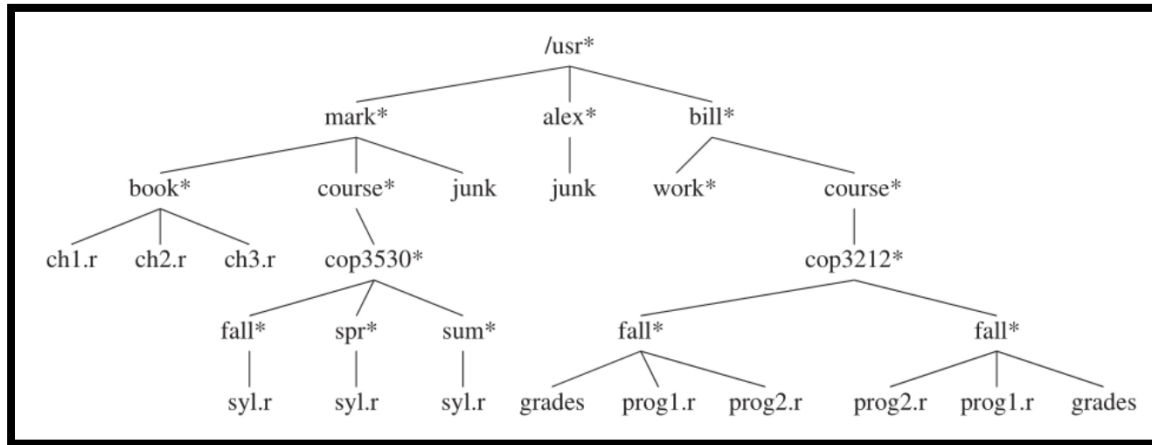 /usr*
mark* alex* bill*
book* course* junk junk work* course*
ch1.r ch2.r ch3.r cop3530* cop3212*
fall* spr* sum* fall* fall*
syl.r syl.r syl.r grades prog1.r prog2.r prog2.r prog1.r grades